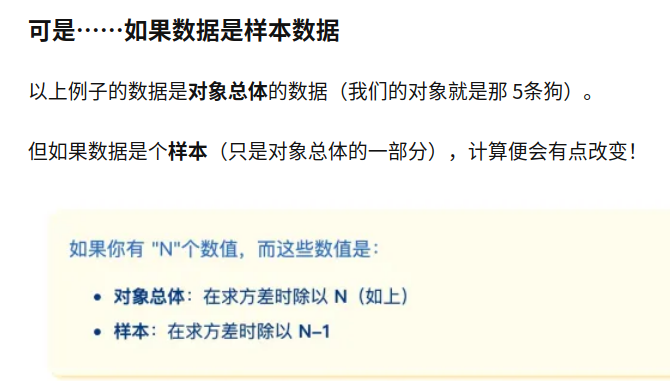 可是……如果数据是样本数据
以上例子的数据是对象总体的数据（我们的对象就是那 5条狗）。
但如果数据是个样本（只是对象总体的一部分），计算便会有点改变！
如果你有 "N"个数值，而这些数值是：
• 对象总体：在求方差时除以 N（如上）
• 样本：在求方差时除以 N–1